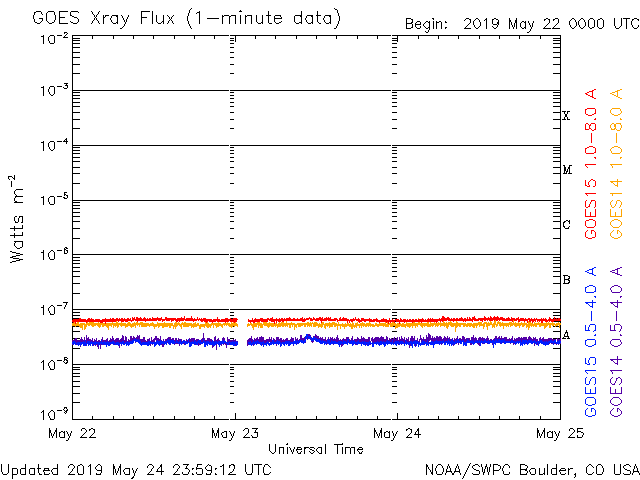 GOES Xray Flux (1-minute data)
Begin: 2019 May 22 0000 UTC
10⁻²
10⁻³
10⁻⁴
10⁻⁵
10⁻⁶
10⁻⁷
10⁻⁸
10⁻⁹
Watts m⁻²
X
M
C
B
A
GOES15 1.0-8.0 A
GOES14 1.0-8.0 A
GOES15 0.5-4.0 A
GOES14 0.5-4.0 A
May 22 May 23 May 24 May 25
Universal Time
Updated 2019 May 24 23:59:12 UTC
NOAA/SWPC Boulder, CO USA